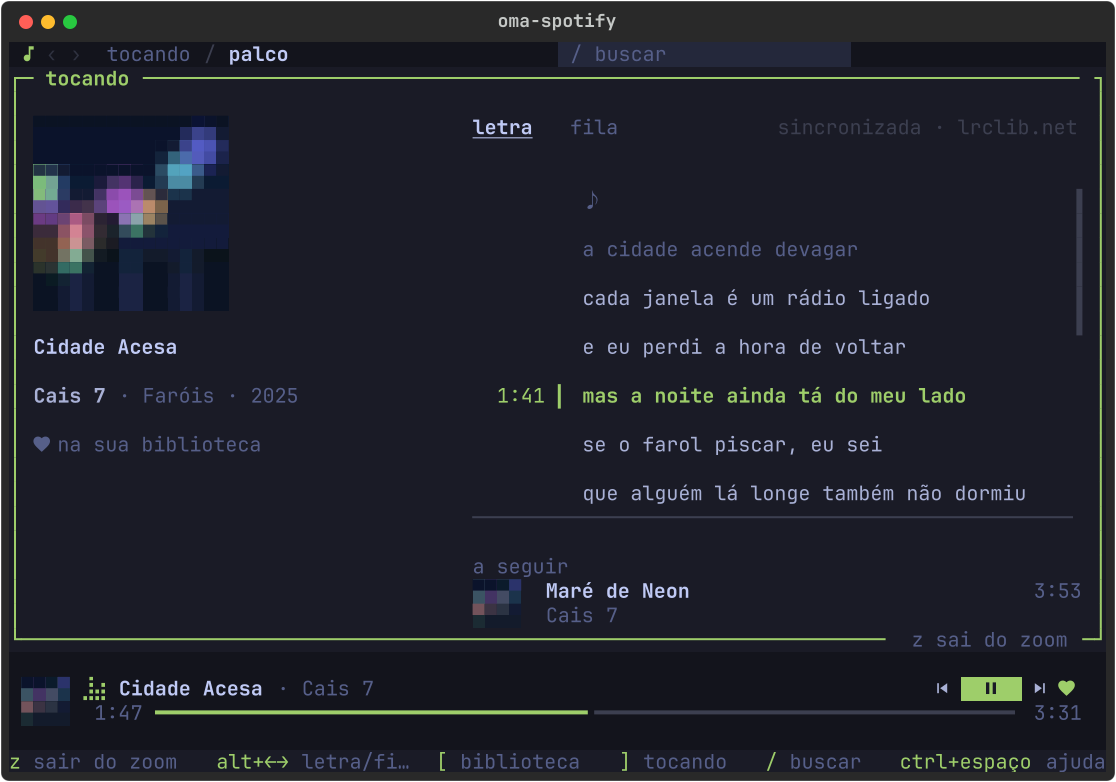 oma-spotify
♪ ‹ › tocando / palco / buscar
tocando
letra fila sincronizada · lrclib.net
♪
a cidade acende devagar
cada janela é um rádio ligado
e eu perdi a hora de voltar
1:41 mas a noite ainda tá do meu lado
se o farol piscar, eu sei
que alguém lá longe também não dormiu
Cidade Acesa
Cais 7 · Faróis · 2025
♥ na sua biblioteca
a seguir
Maré de Neon 3:53
Cais 7
z sai do zoom
Cidade Acesa · Cais 7
1:47 3:31
z sair do zoom alt+←→ letra/fi… [ biblioteca ] tocando / buscar ctrl+espaço ajuda